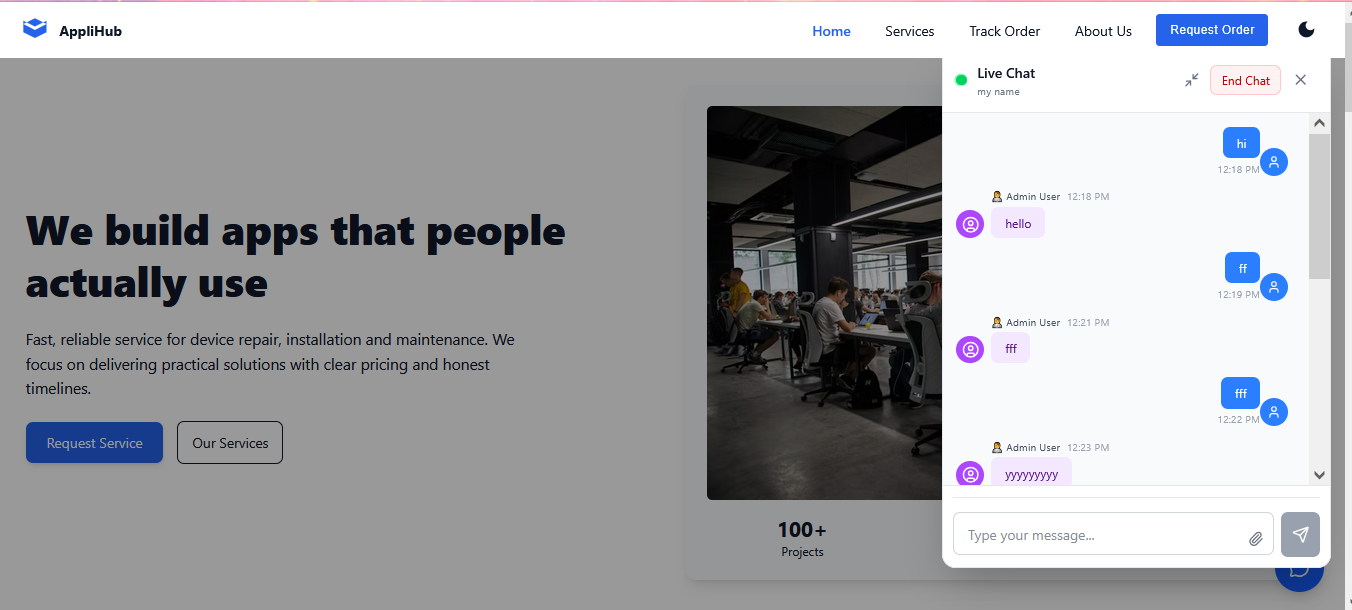 AppliHub
Home
Services
Track Order
About Us
Request Order
We build apps that people
actually use
Fast, reliable service for device repair, installation and maintenance. We
focus on delivering practical solutions with clear pricing and honest
timelines.
Request Service
Our Services
100+
Projects
Live Chat
my name
End Chat
hi
12:18 PM
Admin User 12:18 PM
hello
ff
12:19 PM
Admin User 12:21 PM
fff
fff
12:22 PM
Admin User 12:23 PM
yyyyyyyyy
Type your message...